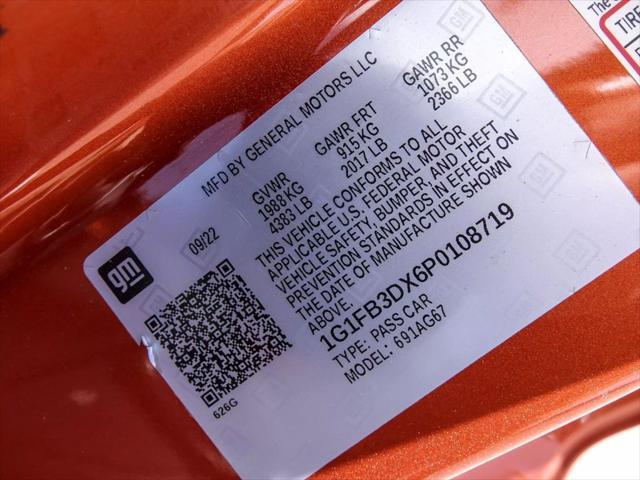 The
TIRE
MFD BY GENERAL MOTORS LLC
gm
09/22
GVWR
1988 KG
4383 LB
GAWR FRT
915 KG
2017 LB
GAWR RR
1073 KG
2366 LB
THIS VEHICLE CONFORMS TO ALL
APPLICABLE U.S. FEDERAL MOTOR
VEHICLE SAFETY, BUMPER, AND THEFT
PREVENTION STANDARDS IN EFFECT ON
THE DATE OF MANUFACTURE SHOWN
ABOVE.
1G1FB3DX6P0108719
TYPE: PASS CAR
MODEL: 691AG67
626G